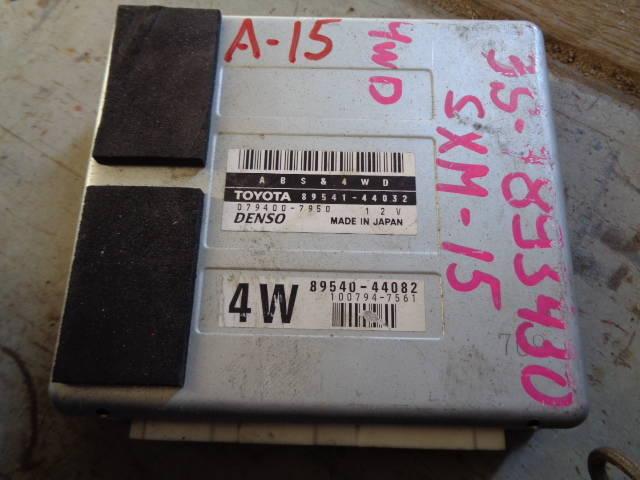 A-15
4WD
35-1895430
SXM-15
ABS&4WD
TOYOTA 89541-44032
079400-7950 12V
DENSO MADE IN JAPAN
4W 89540-44082
100794-7561